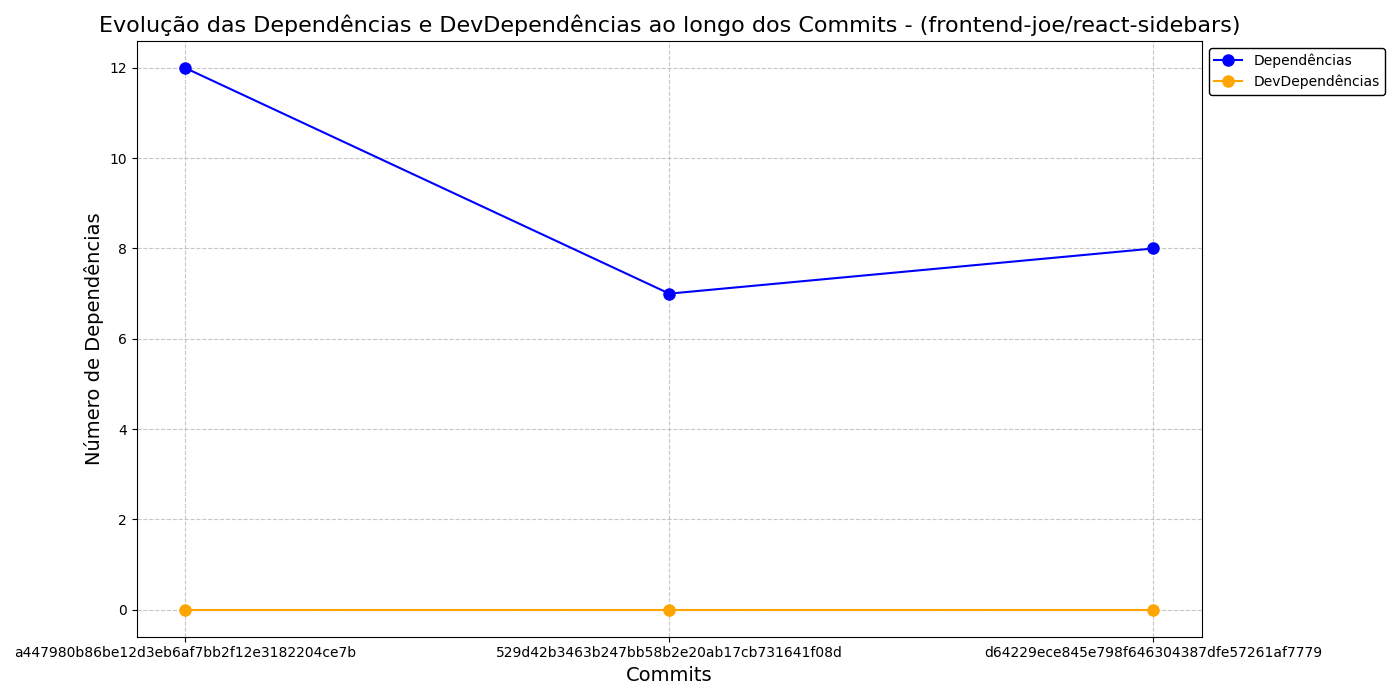 Evolução das Dependências e DevDependências ao longo dos Commits - (frontend-joe/react-sidebars)
Dependências
DevDependências
Número de Dependências
12
10
8
6
4
2
0
a447980b86be12d3eb6af7bb2f12e3182204ce7b
529d42b3463b247bb58b2e20ab17cb731641f08d
d64229ece845e798f646304387dfe57261af7779
Commits